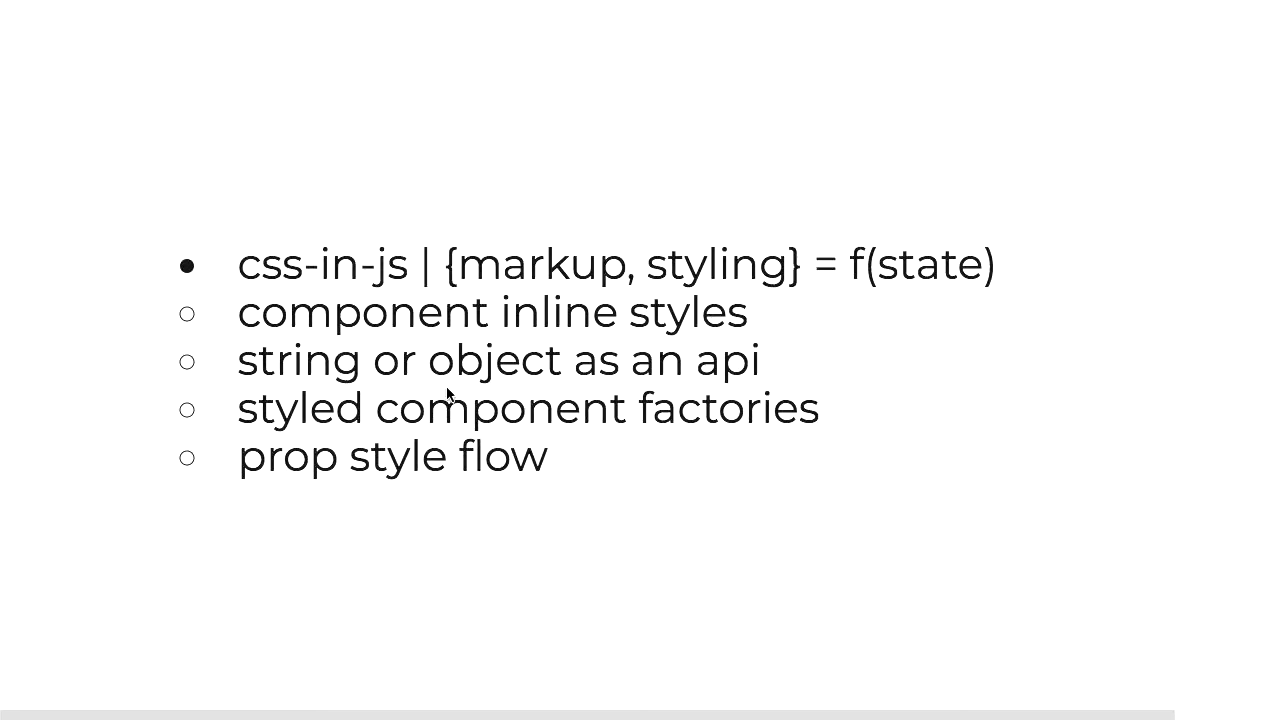 css-in-js | {markup, styling} = f(state)
component inline styles
string or object as an api
styled component factories
prop style flow